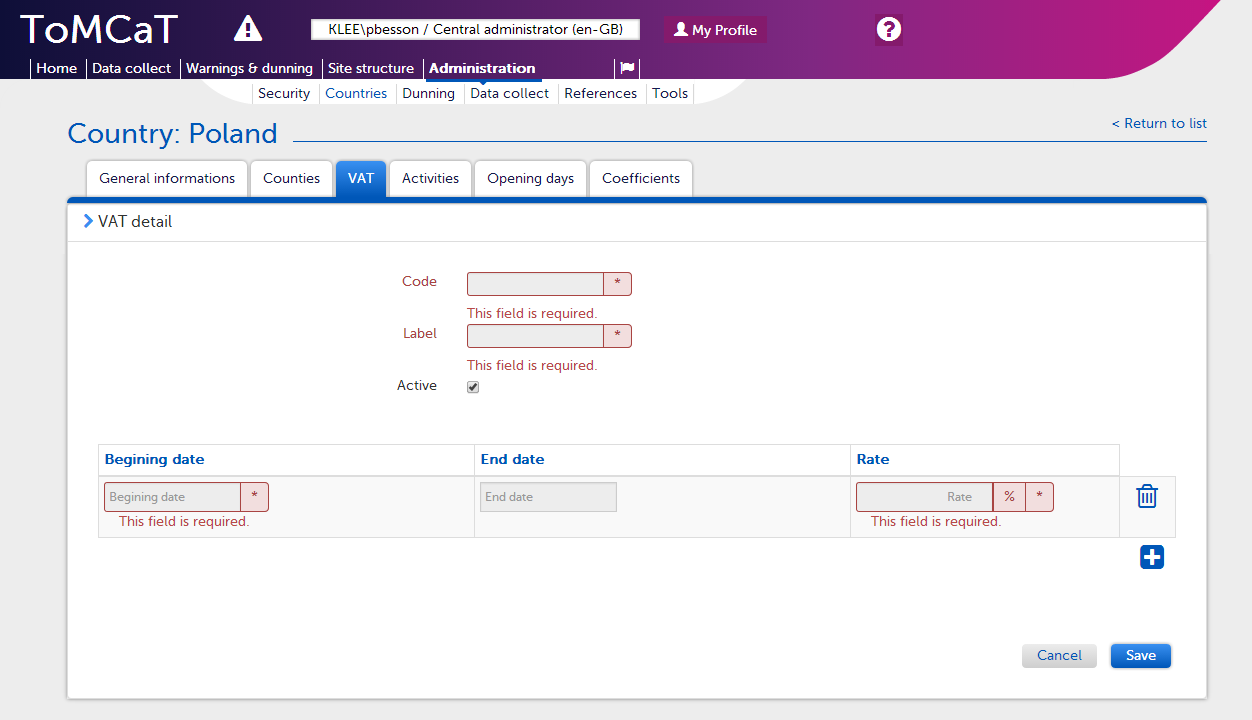 ToMCaT
KLEE\pbesson / Central administrator (en-GB)
My Profile
?
Home
Data collect
Warnings & dunning
Site structure
Administration
Security
Countries
Dunning
Data collect
References
Tools
Country: Poland
< Return to list
General informations
Counties
VAT
Activities
Opening days
Coefficients
VAT detail
Code
*
This field is required.
Label
*
This field is required.
Active
Begining date
End date
Rate
Begining date *
End date
Rate % *
This field is required.
This field is required.
Cancel
Save